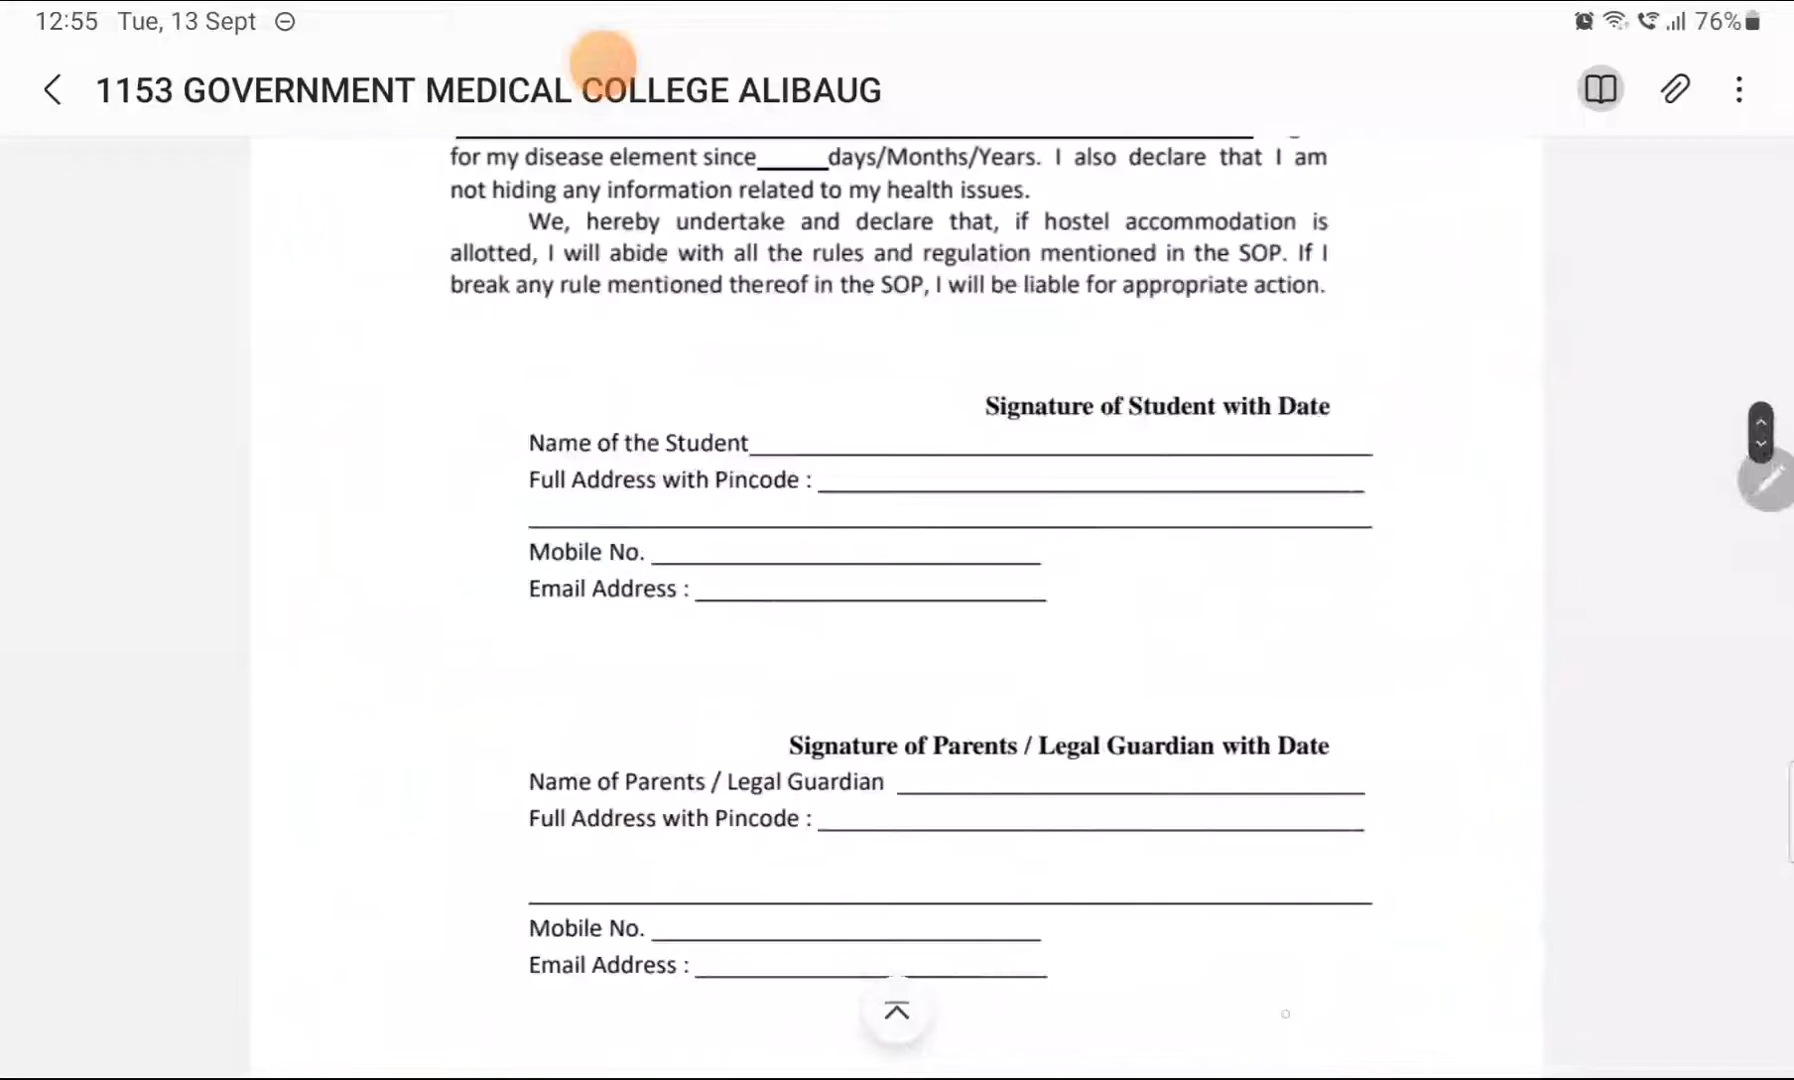 12:55 Tue, 13 Sept
76%
1153 GOVERNMENT MEDICAL COLLEGE ALIBAUG
for my disease element since_____days/Months/Years. I also declare that I am
not hiding any information related to my health issues.
We, hereby undertake and declare that, if hostel accommodation is
allotted, I will abide with all the rules and regulation mentioned in the SOP. If I
break any rule mentioned thereof in the SOP, I will be liable for appropriate action.
Signature of Student with Date
Name of the Student
Full Address with Pincode :
Mobile No.
Email Address :
Signature of Parents / Legal Guardian with Date
Name of Parents / Legal Guardian
Full Address with Pincode :
Mobile No.
Email Address :